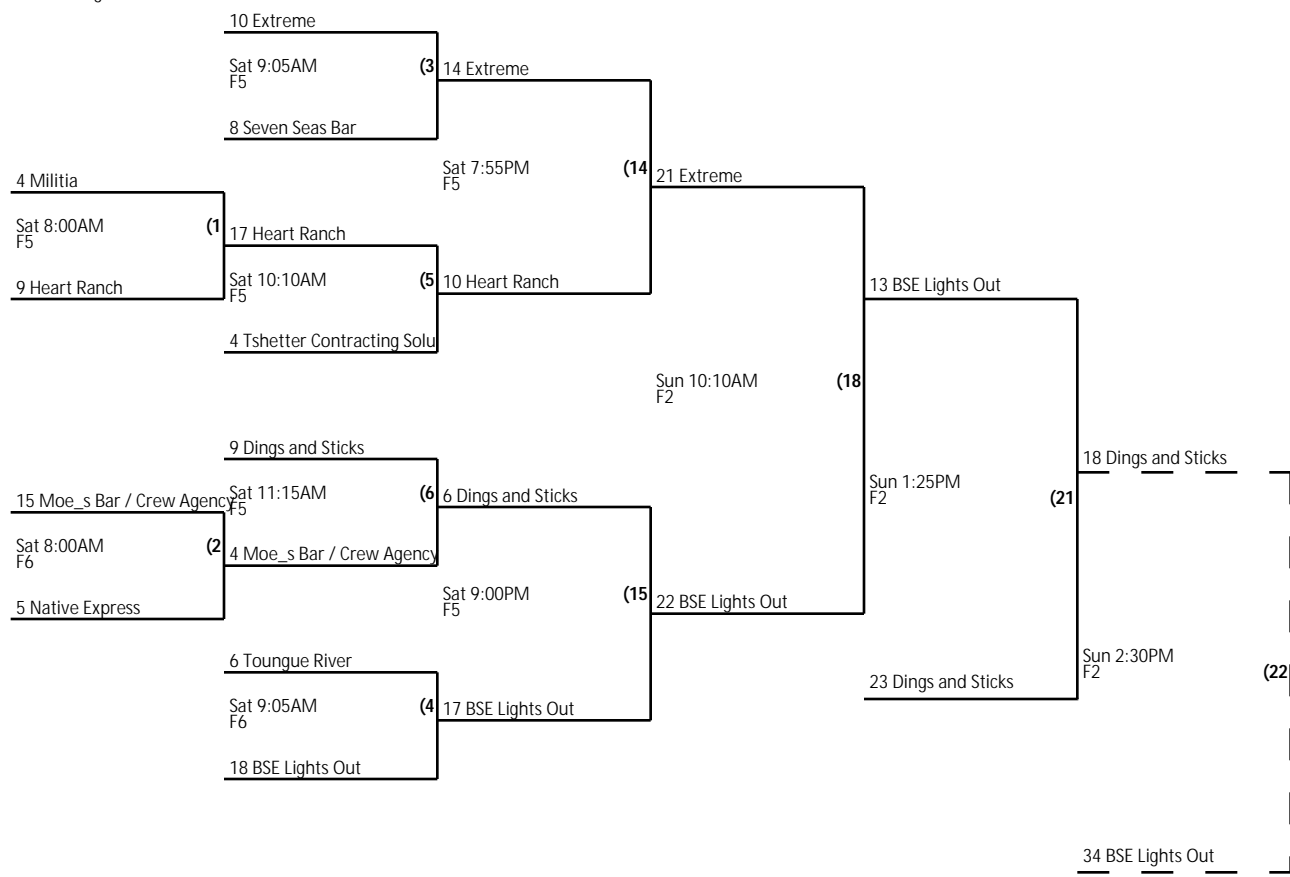 10 Extreme
Sat 9:05AM
(3
F5
14 Extreme
8 Seven Seas Bar
Sat 7:55PM
(14
F5
21 Extreme
4 Militia
Sat 8:00AM
(1
F5
17 Heart Ranch
9 Heart Ranch
Sat 10:10AM
(5
F5
10 Heart Ranch
4 Tshetter Contracting Solu
13 BSE Lights Out
Sun 10:10AM
(18
F2
9 Dings and Sticks
15 Moe_s Bar / Crew Agency
Sat 11:15AM
(6
F5
6 Dings and Sticks
Sat 8:00AM
(2
F6
4 Moe_s Bar / Crew Agency
5 Native Express
Sat 9:00PM
(15
F5
22 BSE Lights Out
6 Toungue River
Sat 9:05AM
(4
F6
17 BSE Lights Out
18 BSE Lights Out
18 Dings and Sticks
Sun 1:25PM
(21
F2
23 Dings and Sticks
Sun 2:30PM
(22
F2
34 BSE Lights Out